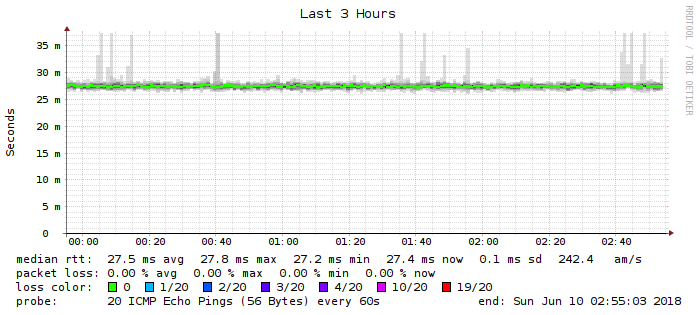 Last 3 Hours
RRDTOOL / TOBI OETIKER
Seconds
35 m
30 m
25 m
20 m
15 m
10 m
5 m
0
00:00 00:20 00:40 01:00 01:20 01:40 02:00 02:20 02:40
median rtt: 27.5 ms avg 27.8 ms max 27.2 ms min 27.4 ms now 0.1 ms sd 242.4 am/s
packet loss: 0.00 % avg 0.00 % max 0.00 % min 0.00 % now
loss color: 0 1/20 2/20 3/20 4/20 10/20 19/20
probe: 20 ICMP Echo Pings (56 Bytes) every 60s end: Sun Jun 10 02:55:03 2018